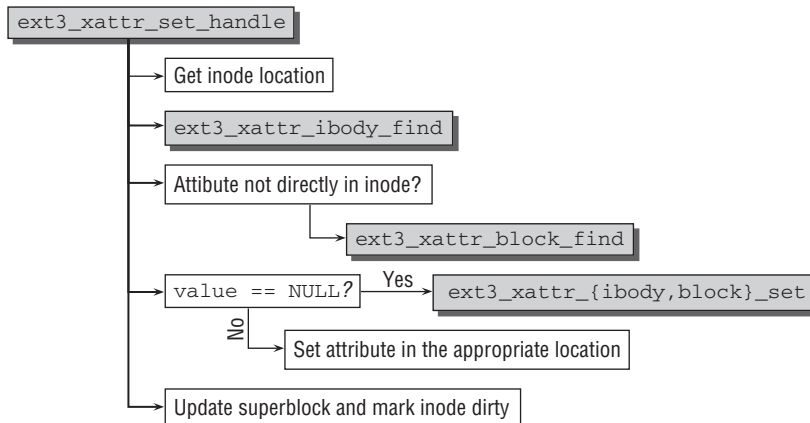 ext3_xattr_set_handle
Get inode location
ext3_xattr_ibody_find
Attibute not directly in inode?
ext3_xattr_block_find
value == NULL?
Yes
ext3_xattr_{ibody,block}_set
No
Set attribute in the appropriate location
Update superblock and mark inode dirty